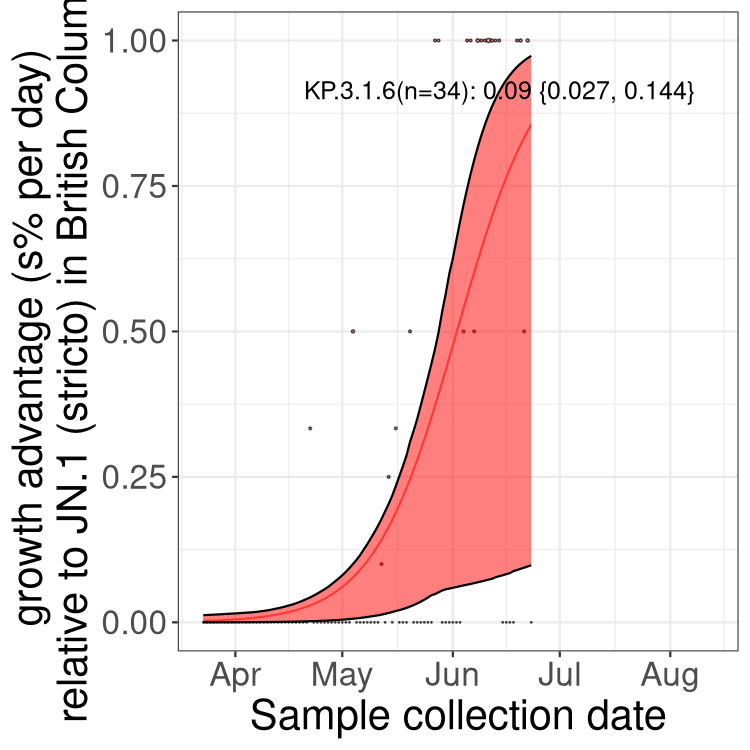 growth advantage (s% per day)
relative to JN.1 (stricto) in British Colum
1.00
0.75
0.50
0.25
0.00
KP.3.1.6(n=34): 0.09 {0.027, 0.144}
Apr May Jun Jul Aug
Sample collection date